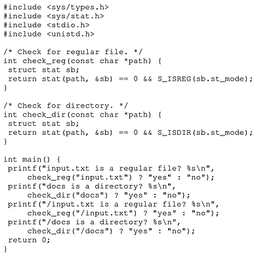 #include <sys/types.h>
#include <sys/stat.h>
#include <stdio.h>
#include <unistd.h>

/* Check for regular file. */
int check_reg(const char *path) {
 struct stat sb;
 return stat(path, &sb) == 0 && S_ISREG(sb.st_mode);
}

/* Check for directory. */
int check_dir(const char *path) {
 struct stat sb;
 return stat(path, &sb) == 0 && S_ISDIR(sb.st_mode);
}

int main() {
 printf("input.txt is a regular file? %s\n",
     check_reg("input.txt") ? "yes" : "no");
 printf("docs is a directory? %s\n",
     check_dir("docs") ? "yes" : "no");
 printf("/input.txt is a regular file? %s\n",
     check_reg("/input.txt") ? "yes" : "no");
 printf("/docs is a directory? %s\n",
     check_dir("/docs") ? "yes" : "no");
 return 0;
}